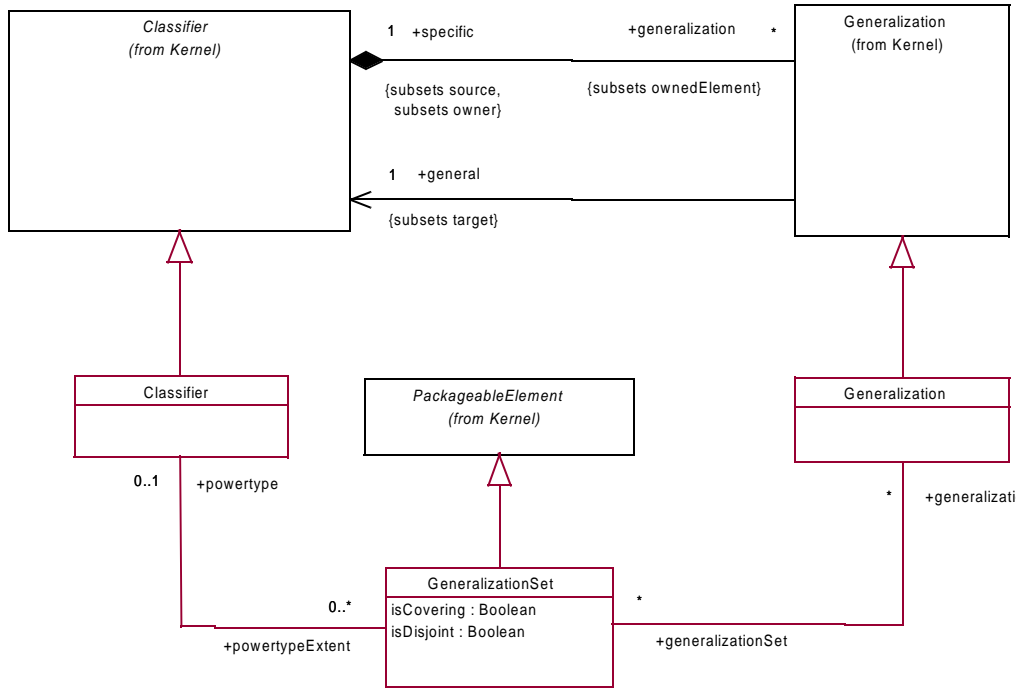 Classifier
(from Kernel)
1 +specific
+generalization *
{subsets source,
subsets owner}
{subsets ownedElement}
1 +general
{subsets target}
Generalization
(from Kernel)
Classifier
PackageableElement
(from Kernel)
Generalization
0..1 +powertype
* +generalizati
GeneralizationSet
isCovering : Boolean
isDisjoint : Boolean
0..*
+powertypeExtent
*
+generalizationSet